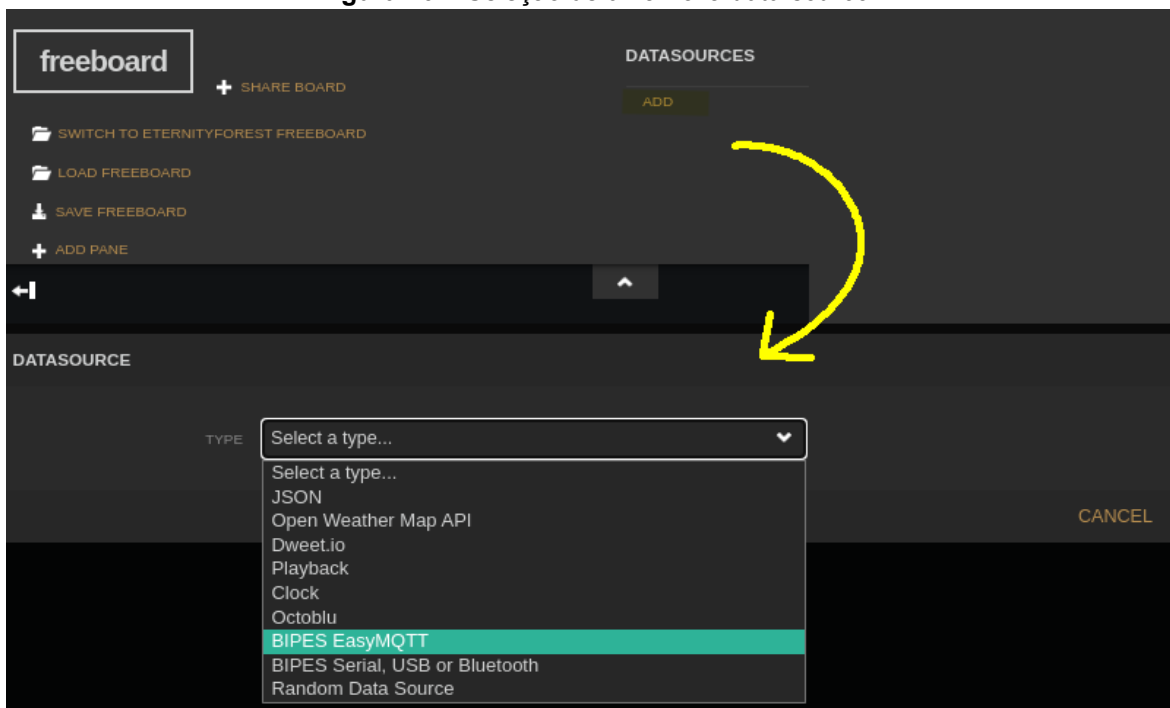 freeboard
SHARE BOARD
SWITCH TO ETERNITYFOREST FREEBOARD
LOAD FREEBOARD
SAVE FREEBOARD
ADD PANE
DATASOURCES
ADD
DATASOURCE
TYPE Select a type...
Select a type...
JSON
Open Weather Map API
Dweet.io
Playback
Clock
Octoblu
BIPES EasyMQTT
BIPES Serial, USB or Bluetooth
Random Data Source
CANCEL